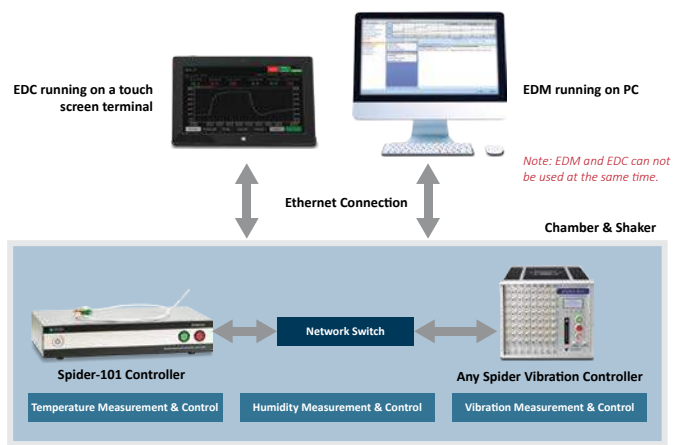 EDC running on a touch
screen terminal
EDM running on PC
Note: EDM and EDC can not
be used at the same time.
Ethernet Connection
Chamber & Shaker
Network Switch
Spider-101 Controller
Any Spider Vibration Controller
Temperature Measurement & Control
Humidity Measurement & Control
Vibration Measurement & Control